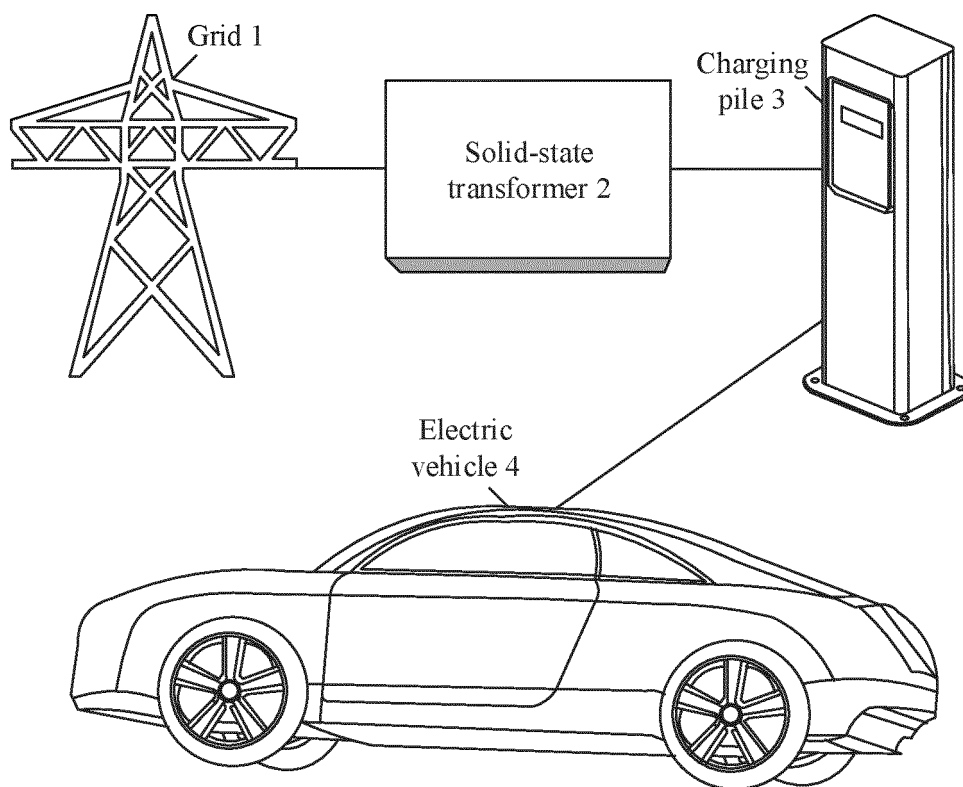 Grid 1
Charging
pile 3
Solid-state
transformer 2
Electric
vehicle 4